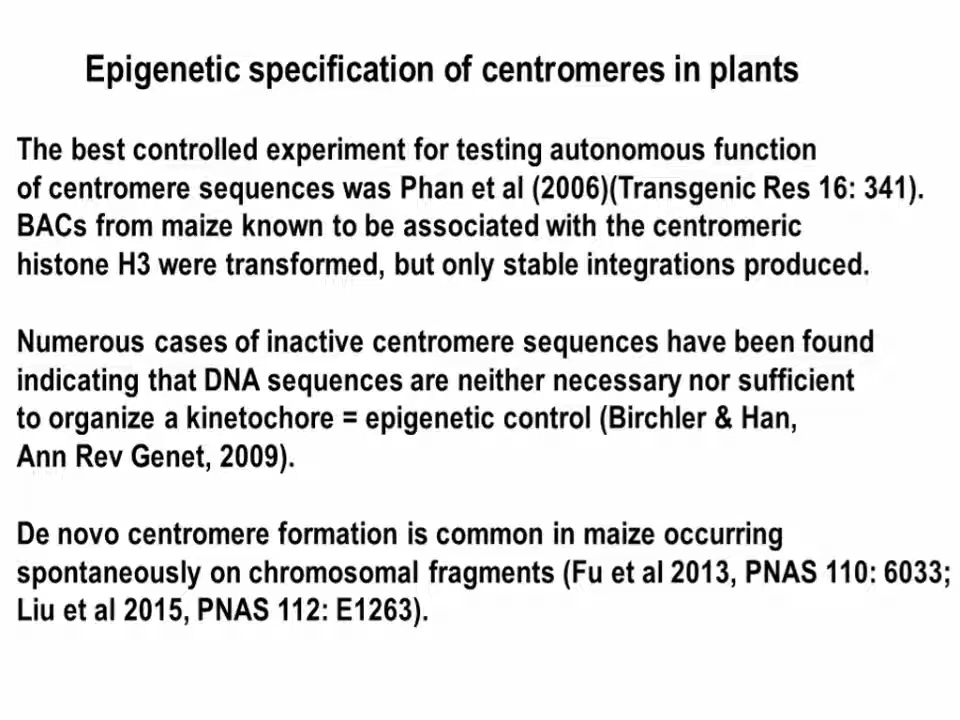 Epigenetic specification of centromeres in plants
The best controlled experiment for testing autonomous function
of centromere sequences was Phan et al (2006)(Transgenic Res 16: 341).
BACs from maize known to be associated with the centromeric
histone H3 were transformed, but only stable integrations produced.
Numerous cases of inactive centromere sequences have been found
indicating that DNA sequences are neither necessary nor sufficient
to organize a kinetochore = epigenetic control (Birchler & Han,
Ann Rev Genet, 2009).
De novo centromere formation is common in maize occurring
spontaneously on chromosomal fragments (Fu et al 2013, PNAS 110: 6033;
Liu et al 2015, PNAS 112: E1263).